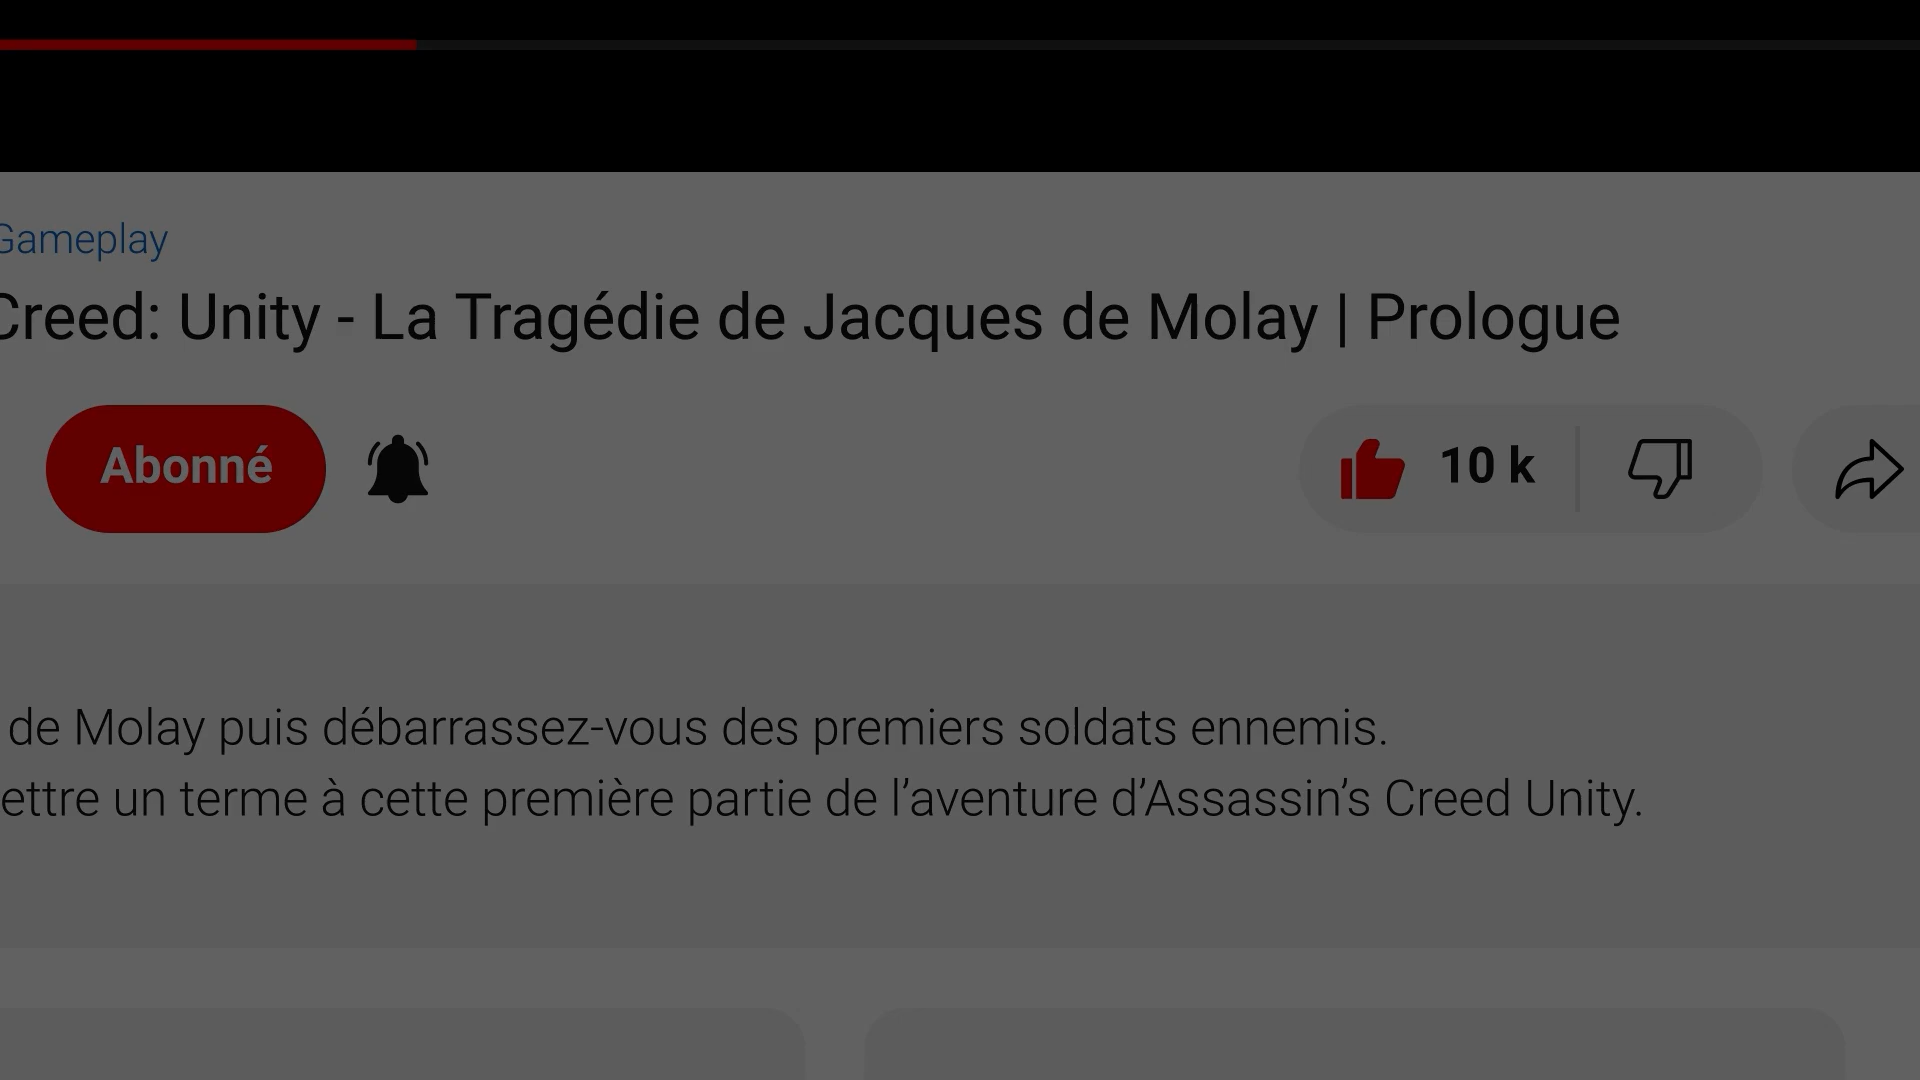 Gameplay
Creed: Unity - La Tragédie de Jacques de Molay | Prologue
Abonné
10 k
de Molay puis débarrassez-vous des premiers soldats ennemis.
ettre un terme à cette première partie de l’aventure d’Assassin’s Creed Unity.